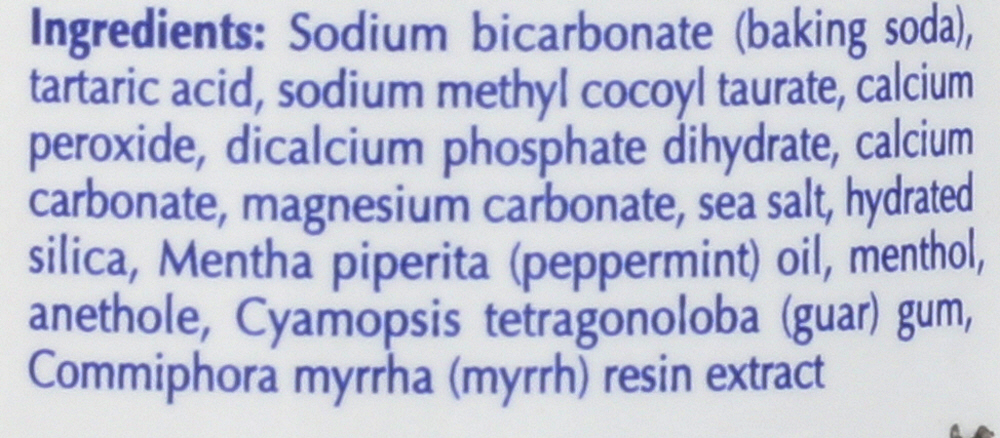 Ingredients: Sodium bicarbonate (baking soda),
tartaric acid, sodium methyl cocoyl taurate, calcium
peroxide, dicalcium phosphate dihydrate, calcium
carbonate, magnesium carbonate, sea salt, hydrated
silica, Mentha piperita (peppermint) oil, menthol,
anethole, Cyamopsis tetragonoloba (guar) gum,
Commiphora myrrha (myrrh) resin extract